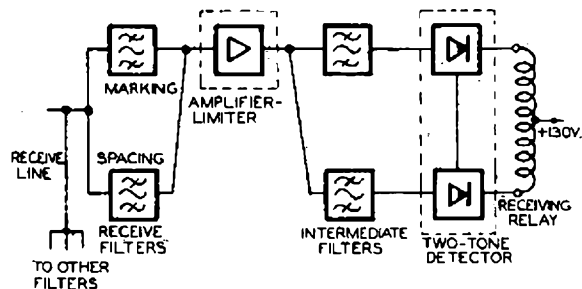 MARKING
AMPLIFIER-
LIMITER
+130V.
RECEIVE
LINE
SPACING
RECEIVE
FILTERS
INTERMEDIATE
FILTERS
RECEIVING
RELAY
TWO-TONE
DETECTOR
TO OTHER
FILTERS